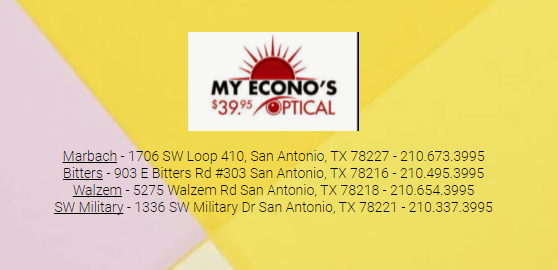 MY ECONO'S
$39.95 OPTICAL
Marbach - 1706 SW Loop 410, San Antonio, TX 78227 - 210.673.3995
Bitters - 903 E Bitters Rd #303 San Antonio, TX 78216 - 210.495.3995
Walzem - 5275 Walzem Rd San Antonio, TX 78218 - 210.654.3995
SW Military - 1336 SW Military Dr San Antonio, TX 78221 - 210.337.3995